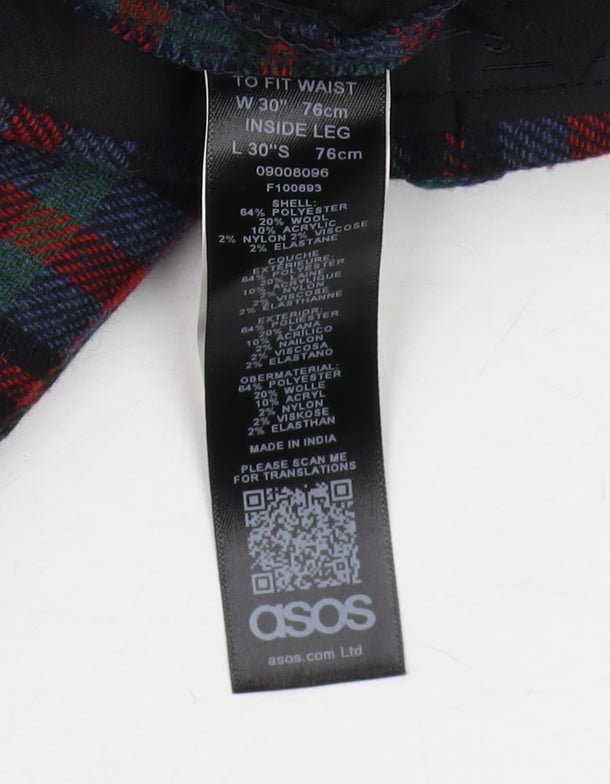 TO FIT WAIST
W 30" 76cm
INSIDE LEG
L 30"S 76cm
09008096
F100693
SHELL:
64% POLYESTER
20% WOOL
10% ACRYLIC
2% NYLON 2% VISCOSE
2% ELASTANE
COUCHE
EXTÉRIEURE:
64% POLYESTER
20% LAINE
10% ACRYLIQUE
2% NYLON
2% VISCOSE
2% ELASTHANNE
EXTERIOR:
64% POLIESTER
20% LANA
10% ACRÍLICO
2% NAILON
2% VISCOSA
2% ELASTANO
OBERMATERIAL:
64% POLYESTER
20% WOLLE
10% ACRYL
2% NYLON
2% VISKOSE
2% ELASTHAN
MADE IN INDIA
PLEASE SCAN ME
FOR TRANSLATIONS
asos
asos.com Ltd